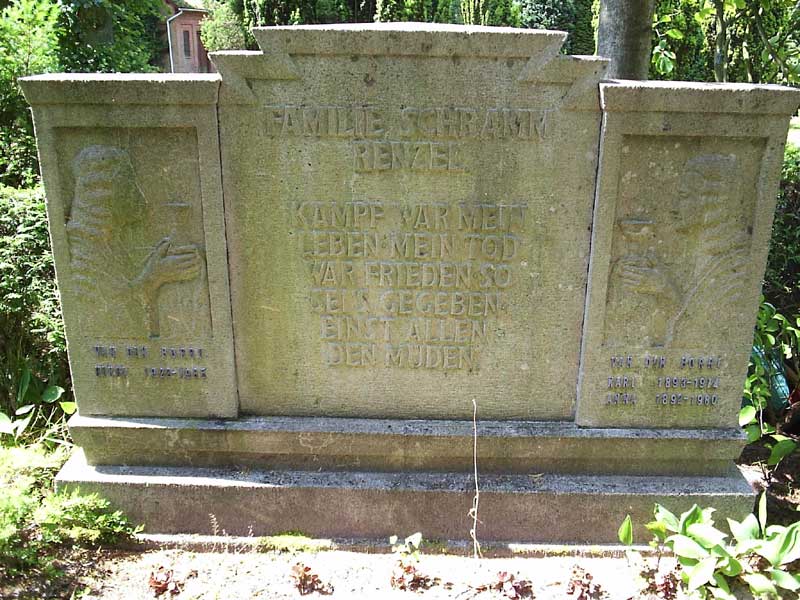 FAMILIE SCHRAMM
RENZEL
KAMPF WAR MEIN
LEBEN·MEIN TOD
WAR FRIEDEN SO
SEI'S GEGEBEN·
EINST ALLEN
DEN MÜDEN·
KARL 1893-1974
ANNA 1892-1980